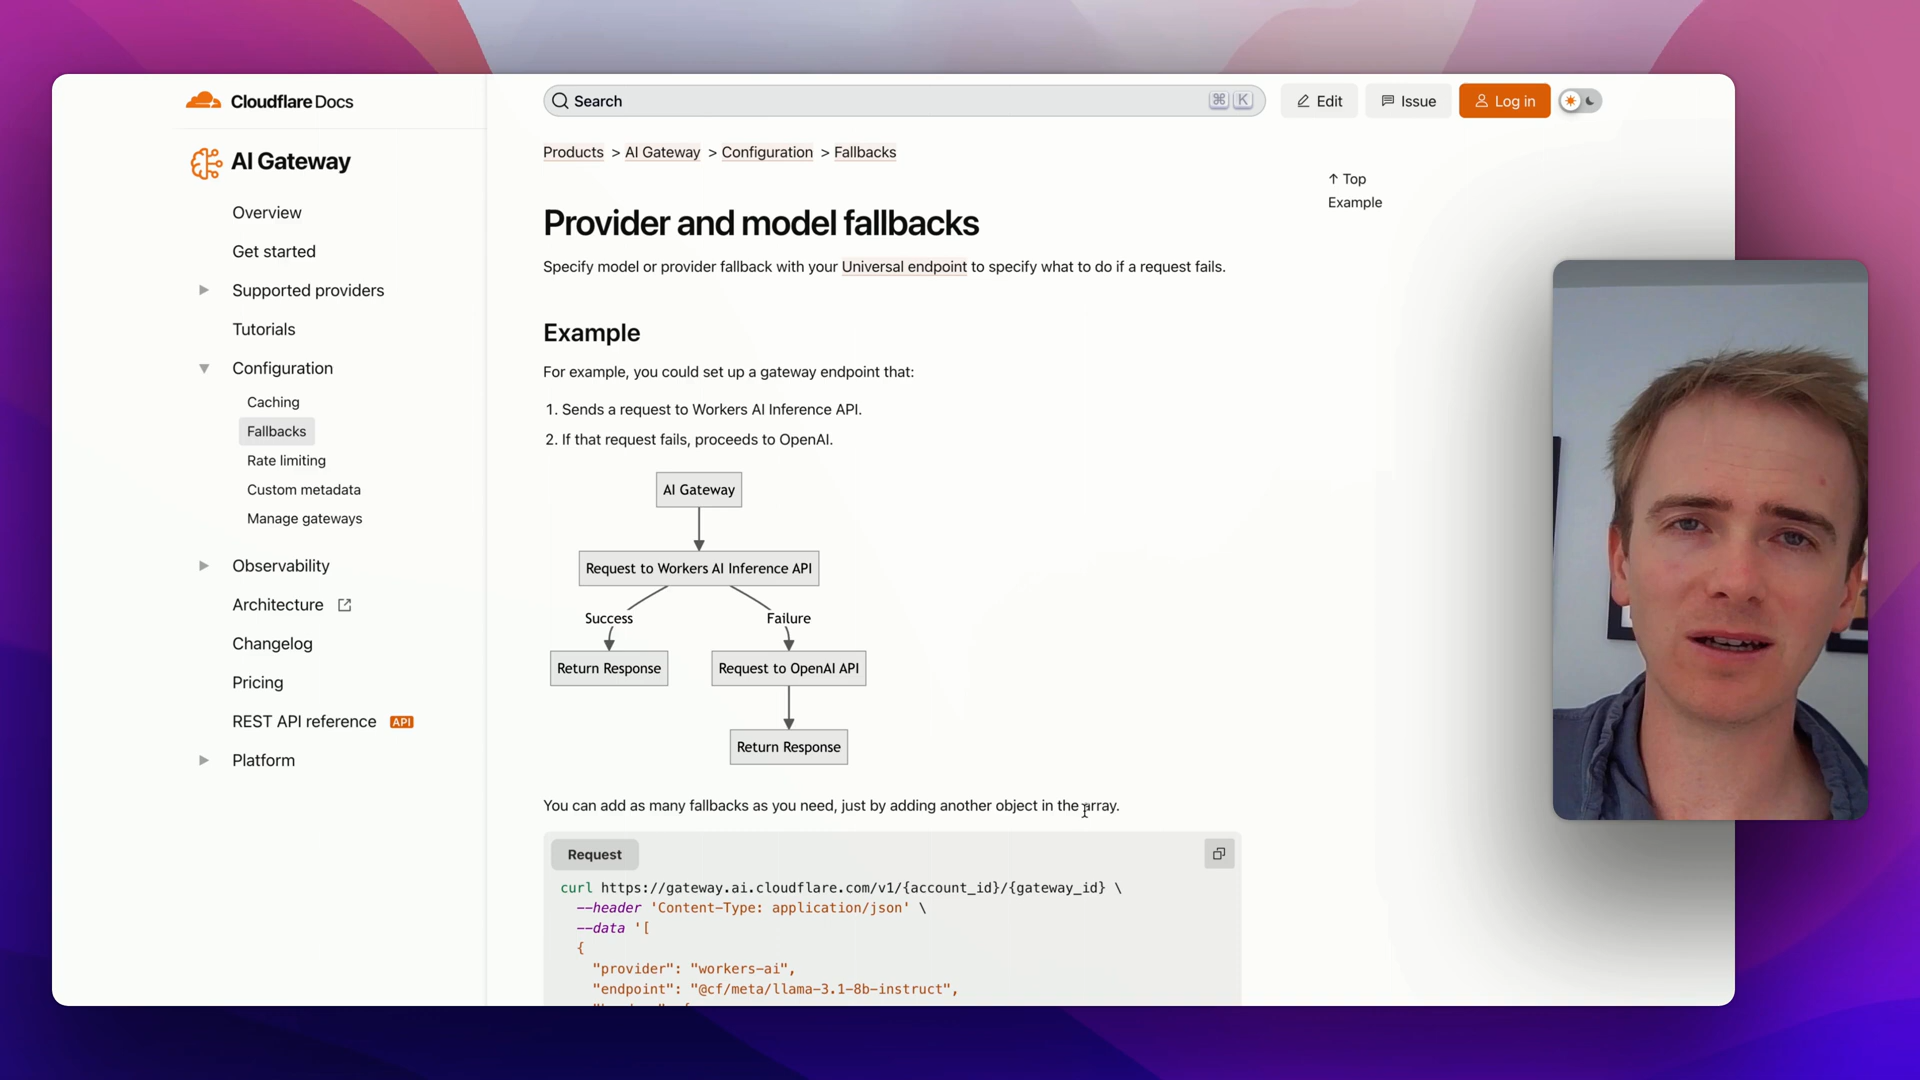 Cloudflare Docs
Search
⌘ K
Edit
Issue
Log in
AI Gateway
Overview
Get started
Supported providers
Tutorials
Configuration
Caching
Fallbacks
Rate limiting
Custom metadata
Manage gateways
Observability
Architecture
Changelog
Pricing
REST API reference API
Platform
Products > AI Gateway > Configuration > Fallbacks
Provider and model fallbacks
Specify model or provider fallback with your Universal endpoint to specify what to do if a request fails.
Example
For example, you could set up a gateway endpoint that:
1. Sends a request to Workers AI Inference API.
2. If that request fails, proceeds to OpenAI.
AI Gateway
Request to Workers AI Inference API
Success Failure
Return Response Request to OpenAI API
Return Response
You can add as many fallbacks as you need, just by adding another object in the array.
Request
curl https://gateway.ai.cloudflare.com/v1/{account_id}/{gateway_id} \
--header 'Content-Type: application/json' \
--data '[
{
"provider": "workers-ai",
"endpoint": "@cf/meta/llama-3.1-8b-instruct",
↑ Top
Example